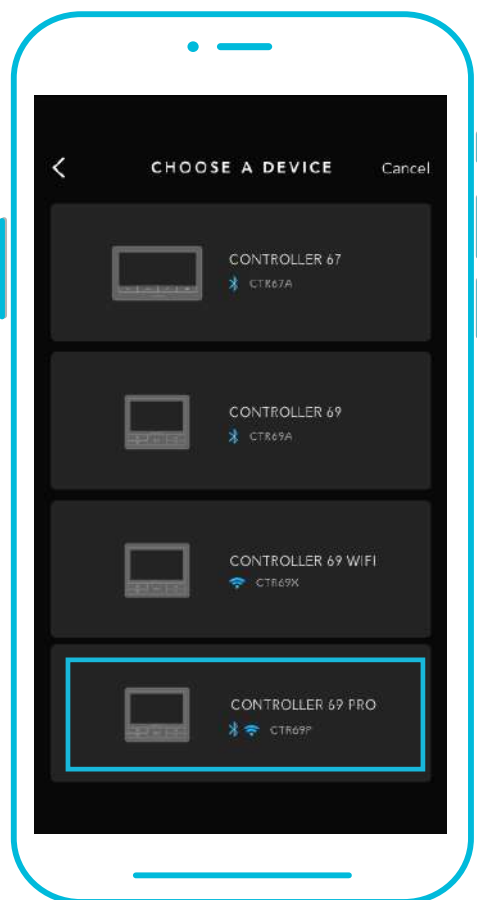 CHOOSE A DEVICE Cancel
CONTROLLER 67
CTR67A
CONTROLLER 69
CTR69A
CONTROLLER 69 WIFI
CTR69X
CONTROLLER 69 PRO
CTR69P